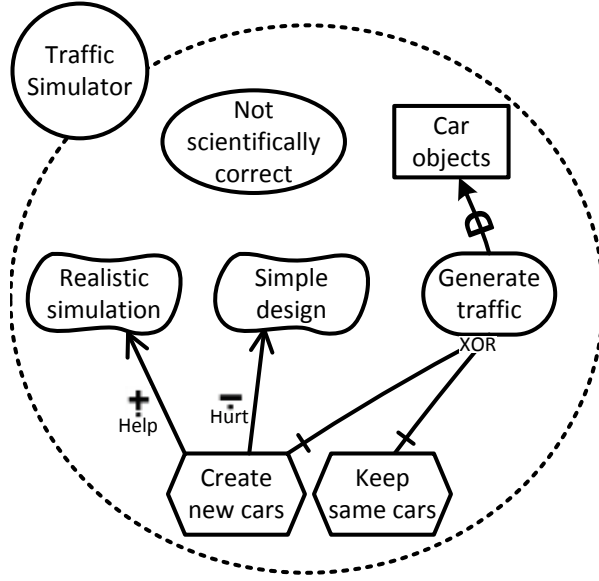 Traffic
Simulator
Not
scientifically
correct
Car
objects
D
Realistic
simulation
Simple
design
Generate
traffic
XOR
+
Help
-
Hurt
Create
new cars
Keep
same cars